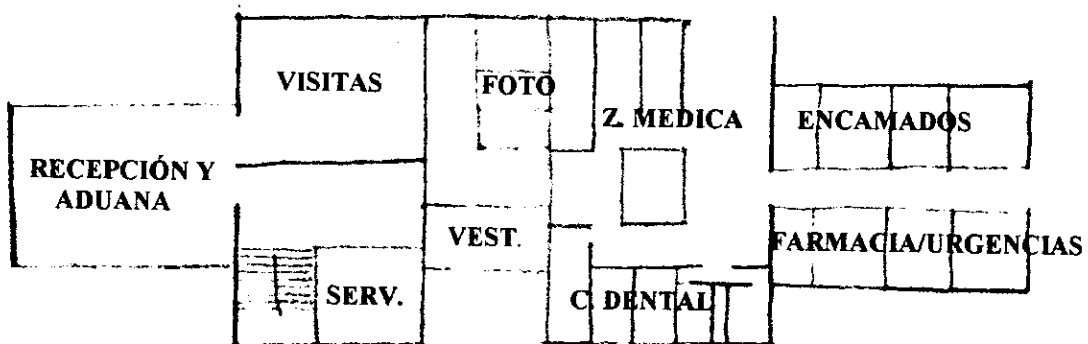 VISITAS
FOTO
Z. MEDICA
ENCAMADOS
RECEPCIÓN Y
ADUANA
VEST.
FARMACIA/URGENCIAS
SERV.
C. DENTAL